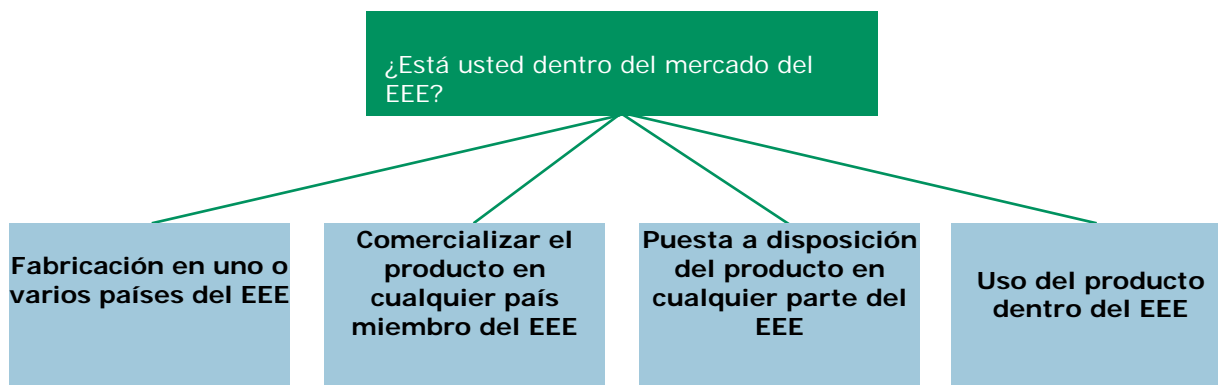 ¿Está usted dentro del mercado del
EEE?
Fabricación en uno o
varios países del EEE
Comercializar el
producto en
cualquier país
miembro del EEE
Puesta a disposición
del producto en
cualquier parte del
EEE
Uso del producto
dentro del EEE